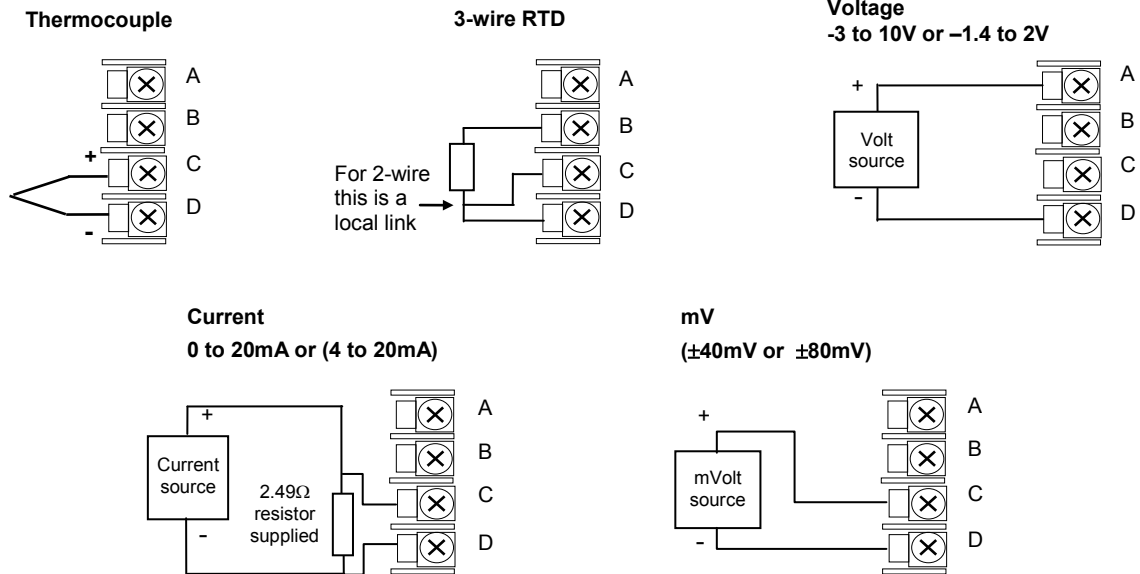 Thermocouple
A
B
+
C
D
-
3-wire RTD
A
B
For 2-wire
this is a
local link
C
D
Voltage
-3 to 10V or –1.4 to 2V
A
+
B
Volt
source
C
-
D
Current
0 to 20mA or (4 to 20mA)
+
A
B
Current
source
2.49Ω
resistor
supplied
C
-
D
mV
(±40mV or ±80mV)
A
+
B
mVolt
source
C
-
D